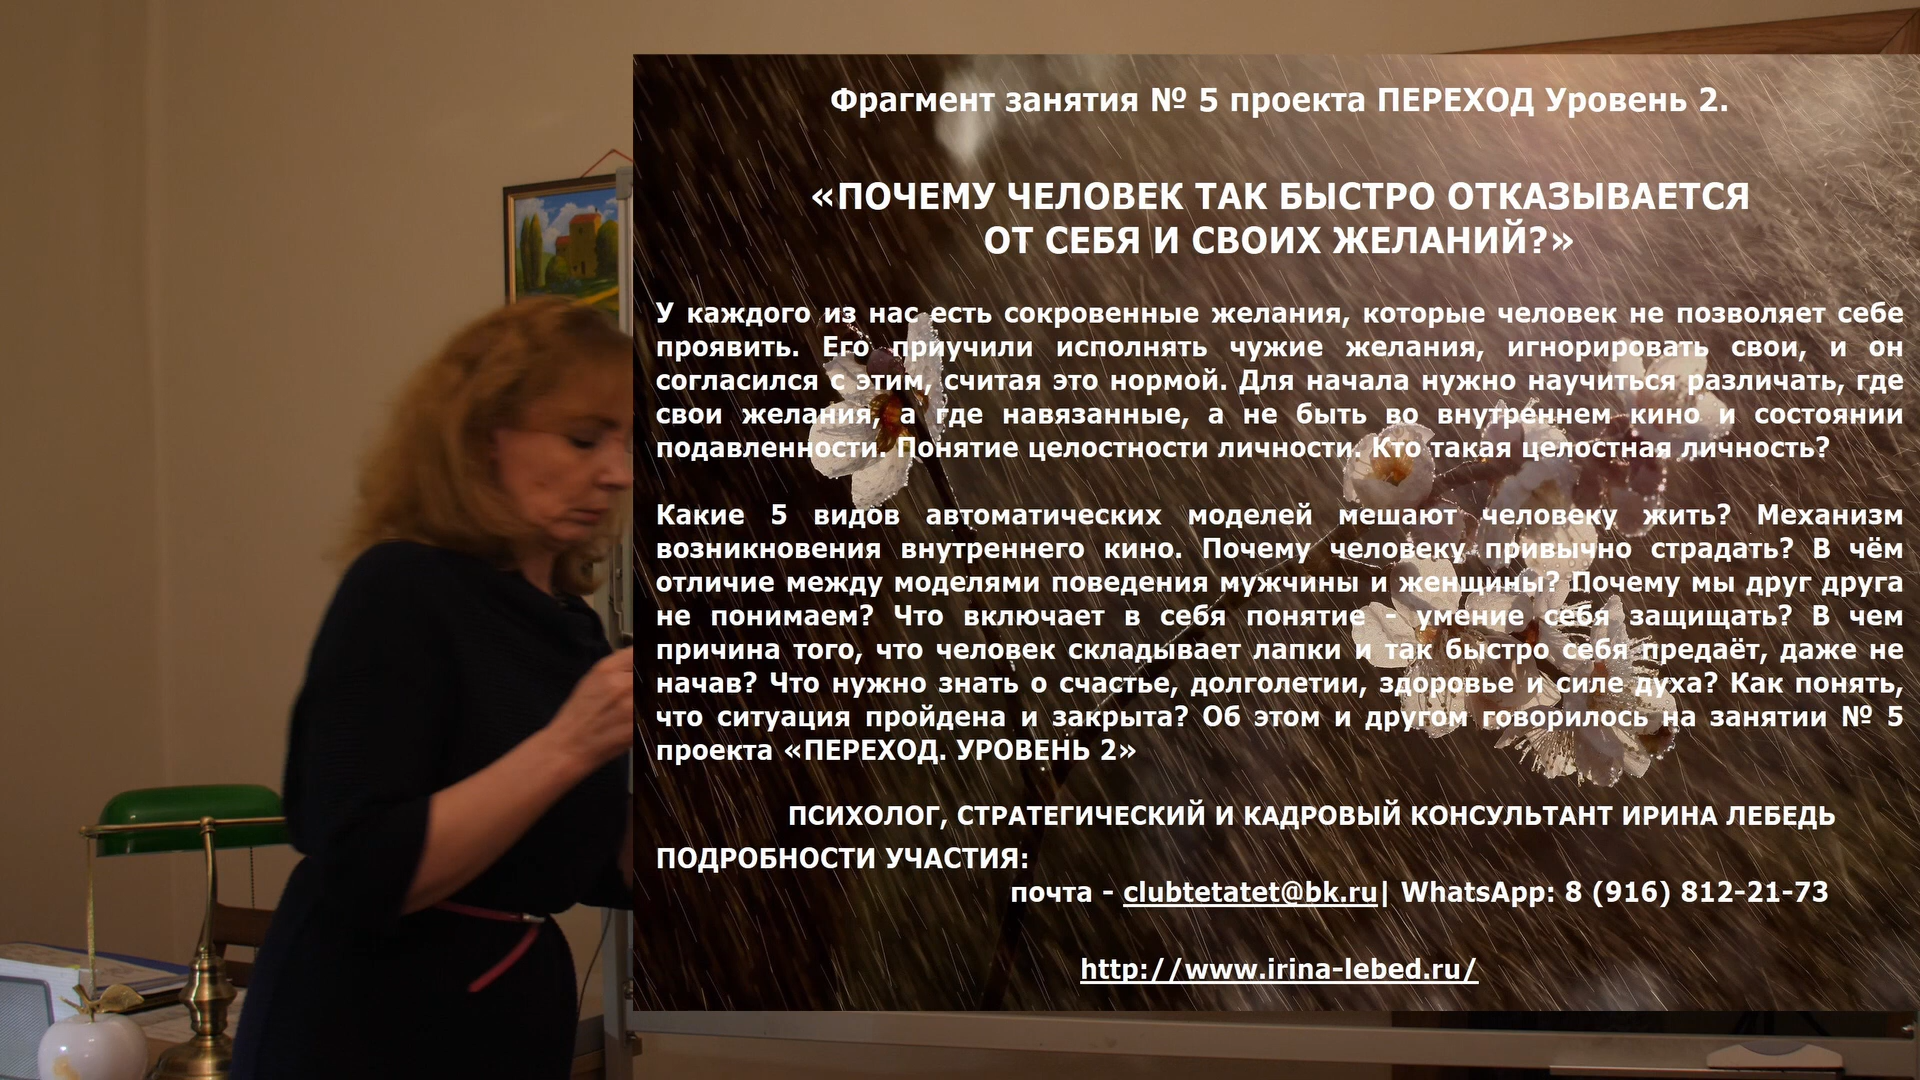 Фрагмент занятия № 5 проекта ПЕРЕХОД Уровень 2.
«ПОЧЕМУ ЧЕЛОВЕК ТАК БЫСТРО ОТКАЗЫВАЕТСЯ
ОТ СЕБЯ И СВОИХ ЖЕЛАНИЙ?»
У каждого из нас есть сокровенные желания, которые человек не позволяет себе
проявить. Его приучили исполнять чужие желания, игнорировать свои, и он
согласился с этим, считая это нормой. Для начала нужно научиться различать, где
свои желания, а где навязанные, а не быть во внутреннем кино и состоянии
подавленности. Понятие целостности личности. Кто такая целостная личность?
Какие 5 видов автоматических моделей мешают человеку жить? Механизм
возникновения внутреннего кино. Почему человеку привычно страдать? В чём
отличие между моделями поведения мужчины и женщины? Почему мы друг друга
не понимаем? Что включает в себя понятие - умение себя защищать? В чем
причина того, что человек складывает лапки и так быстро себя предаёт, даже не
начав? Что нужно знать о счастье, долголетии, здоровье и силе духа? Как понять,
что ситуация пройдена и закрыта? Об этом и другом говорилось на занятии № 5
проекта «ПЕРЕХОД. УРОВЕНЬ 2»
ПСИХОЛОГ, СТРАТЕГИЧЕСКИЙ И КАДРОВЫЙ КОНСУЛЬТАНТ ИРИНА ЛЕБЕДЬ
ПОДРОБНОСТИ УЧАСТИЯ:
почта - clubtetatet@bk.ru| WhatsApp: 8 (916) 812-21-73
http://www.irina-lebed.ru/